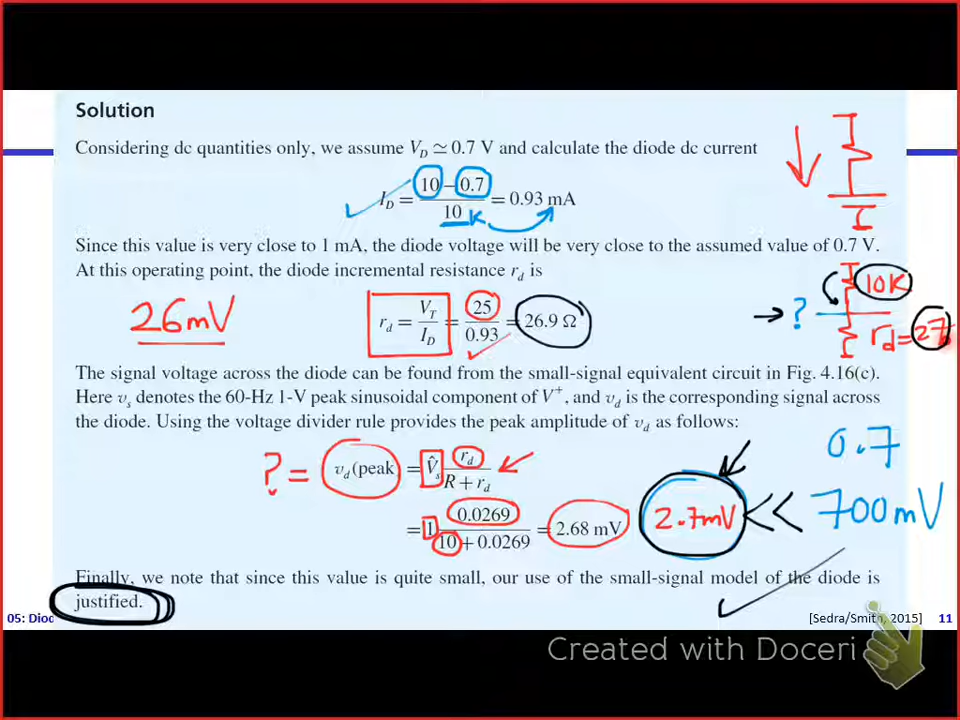 Solution
Considering dc quantities only, we assume V_D ≃ 0.7 V and calculate the diode dc current
I_D = (10 − 0.7) / 10 K = 0.93 mA
I
Since this value is very close to 1 mA, the diode voltage will be very close to the assumed value of 0.7 V.
At this operating point, the diode incremental resistance r_d is
10K
26mV
r_d = V_T / I_D = 25 / 0.93 = 26.9 Ω
→ ?
r_d = 27
The signal voltage across the diode can be found from the small-signal equivalent circuit in Fig. 4.16(c).
Here v_s denotes the 60-Hz 1-V peak sinusoidal component of V⁺, and v_d is the corresponding signal across
the diode. Using the voltage divider rule provides the peak amplitude of v_d as follows:
0.7
? = v_d(peak = V̂_s r_d / (R + r_d)
= 1 0.0269 / (10 + 0.0269) = 2.68 mV
2.7mV << 700mV
Finally, we note that since this value is quite small, our use of the small-signal model of the diode is
justified.
05: Diod
[Sedra/Smith, 2015]
11
Created with Doceri